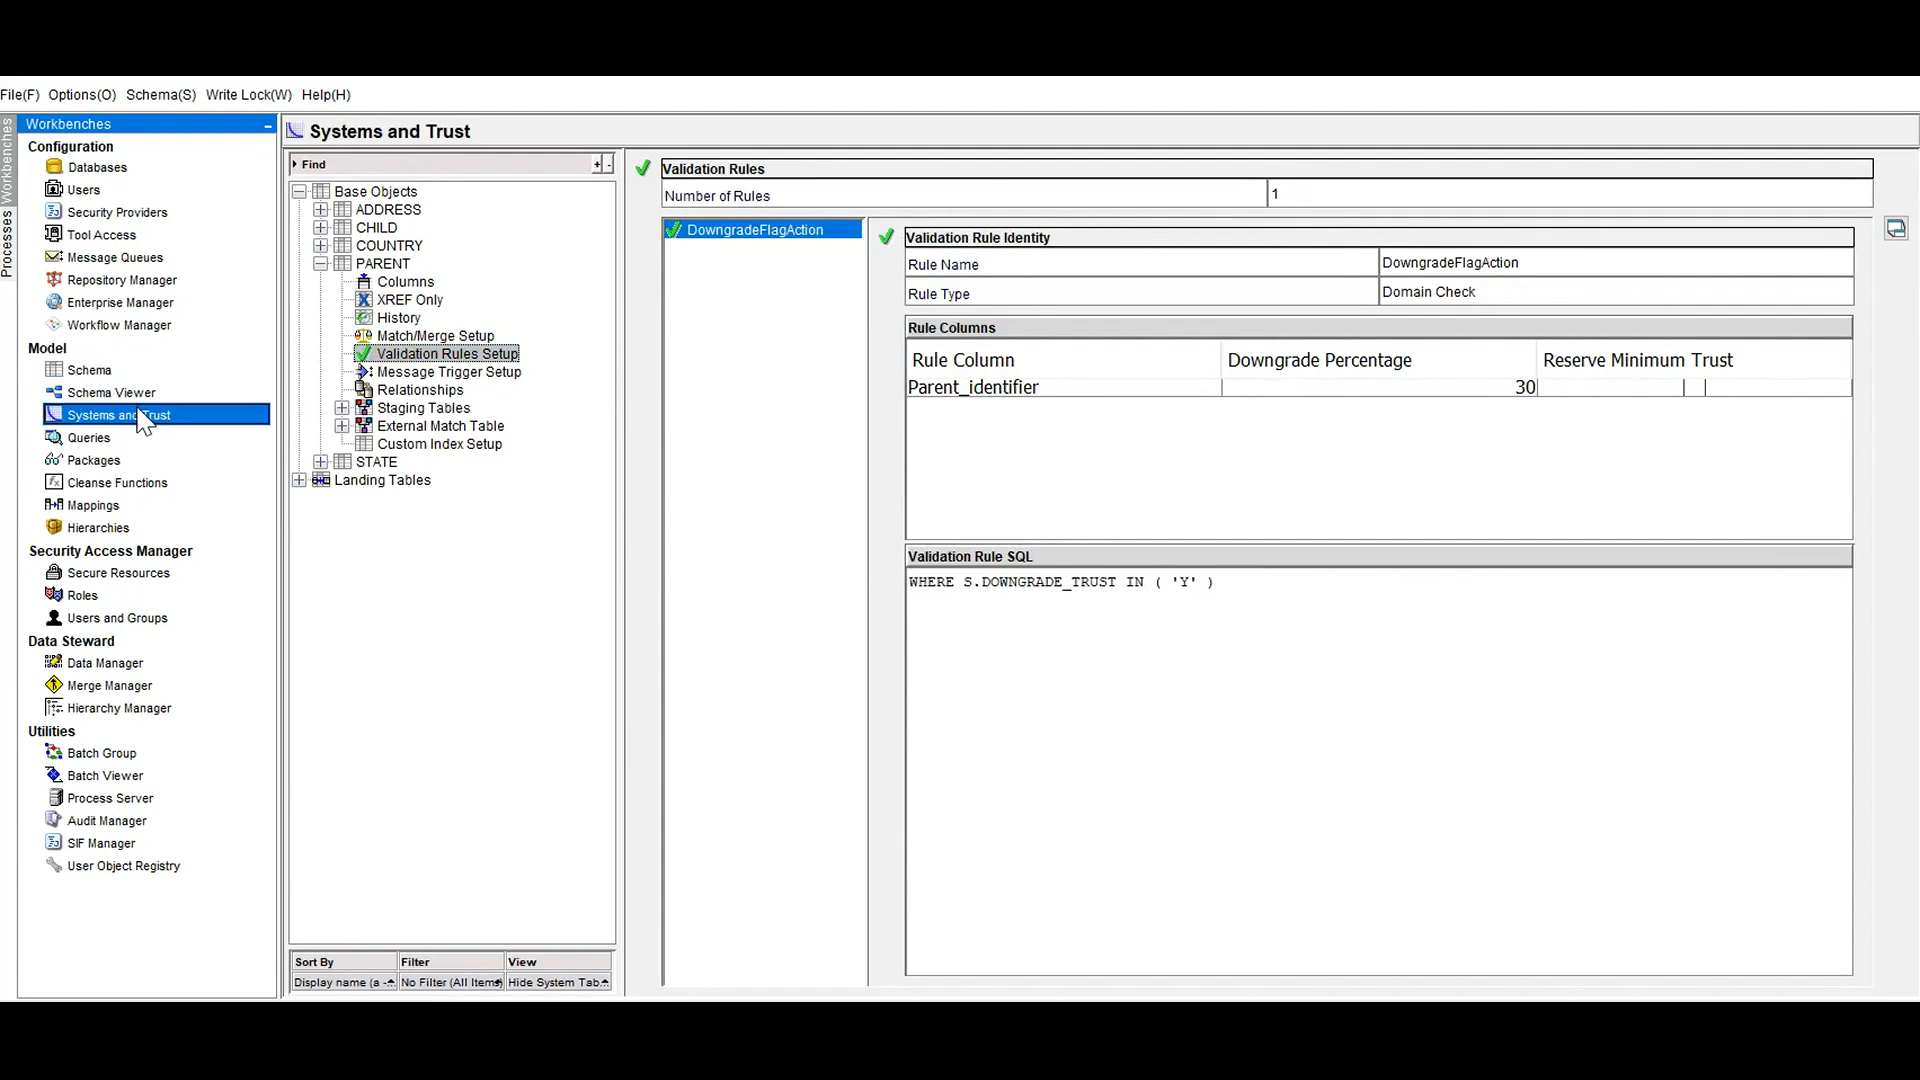 File(F) Options(O) Schema(S) Write Lock(W) Help(H)
Workbenches
Processes
Workbenches
Configuration
Databases
Users
Security Providers
Tool Access
Message Queues
Repository Manager
Enterprise Manager
Workflow Manager
Model
Schema
Schema Viewer
Systems and Trust
Queries
Packages
Cleanse Functions
Mappings
Hierarchies
Security Access Manager
Secure Resources
Roles
Users and Groups
Data Steward
Data Manager
Merge Manager
Hierarchy Manager
Utilities
Batch Group
Batch Viewer
Process Server
Audit Manager
SIF Manager
User Object Registry
Systems and Trust
Find
Base Objects
ADDRESS
CHILD
COUNTRY
PARENT
Columns
XREF Only
History
Match/Merge Setup
Validation Rules Setup
Message Trigger Setup
Relationships
Staging Tables
External Match Table
Custom Index Setup
STATE
Landing Tables
Sort By Filter View
Display name (a - No Filter (All Items) Hide System Tab..
Validation Rules
Number of Rules 1
DowngradeFlagAction
Validation Rule Identity
Rule Name DowngradeFlagAction
Rule Type Domain Check
Rule Columns
Rule Column Downgrade Percentage Reserve Minimum Trust
Parent_identifier 30
Validation Rule SQL
WHERE S.DOWNGRADE_TRUST IN ( 'Y' )